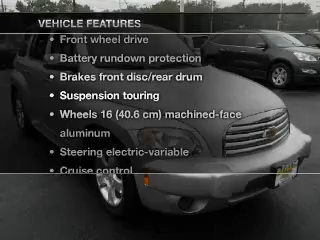 VEHICLE FEATURES
• Front wheel drive
• Battery rundown protection
• Brakes front disc/rear drum
• Suspension touring
• Wheels 16 (40.6 cm) machined-face
aluminum
• Steering electric-variable
• Cruise control